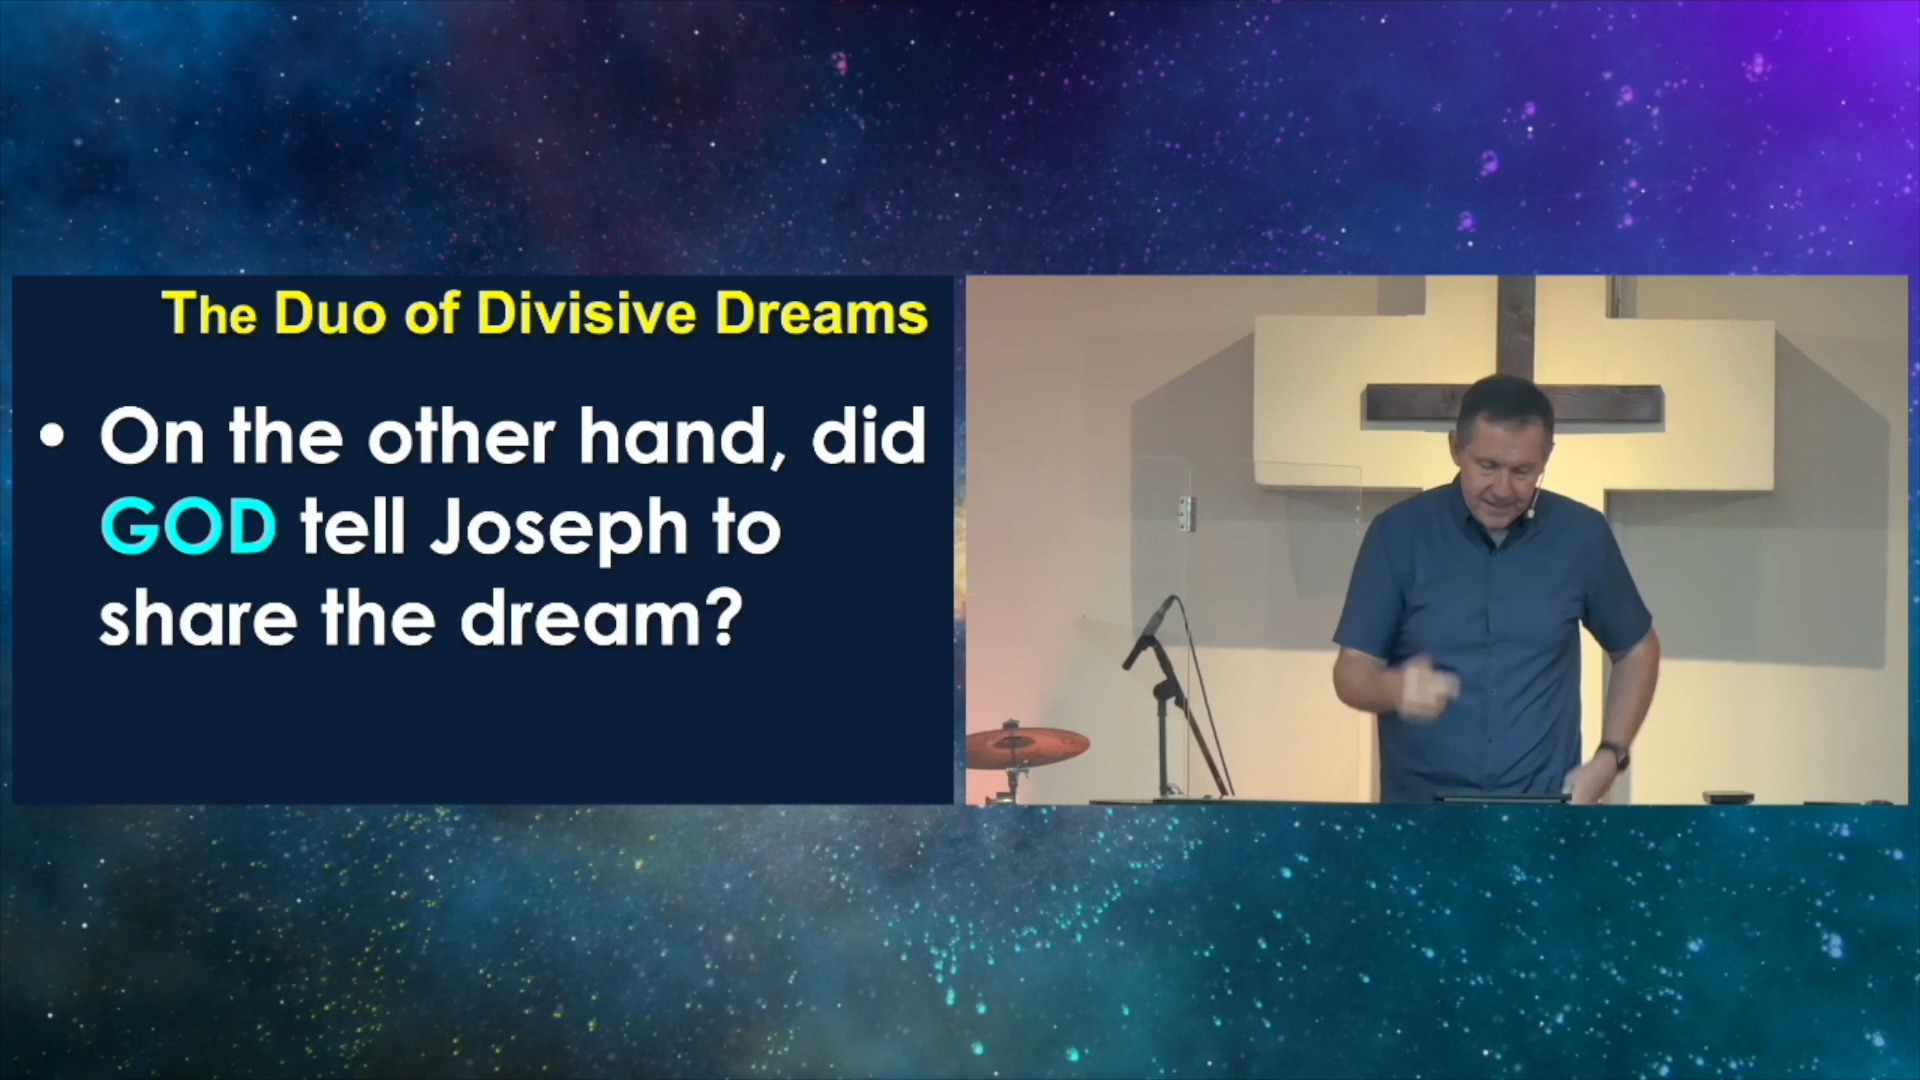 The Duo of Divisive Dreams
• On the other hand, did
GOD tell Joseph to
share the dream?